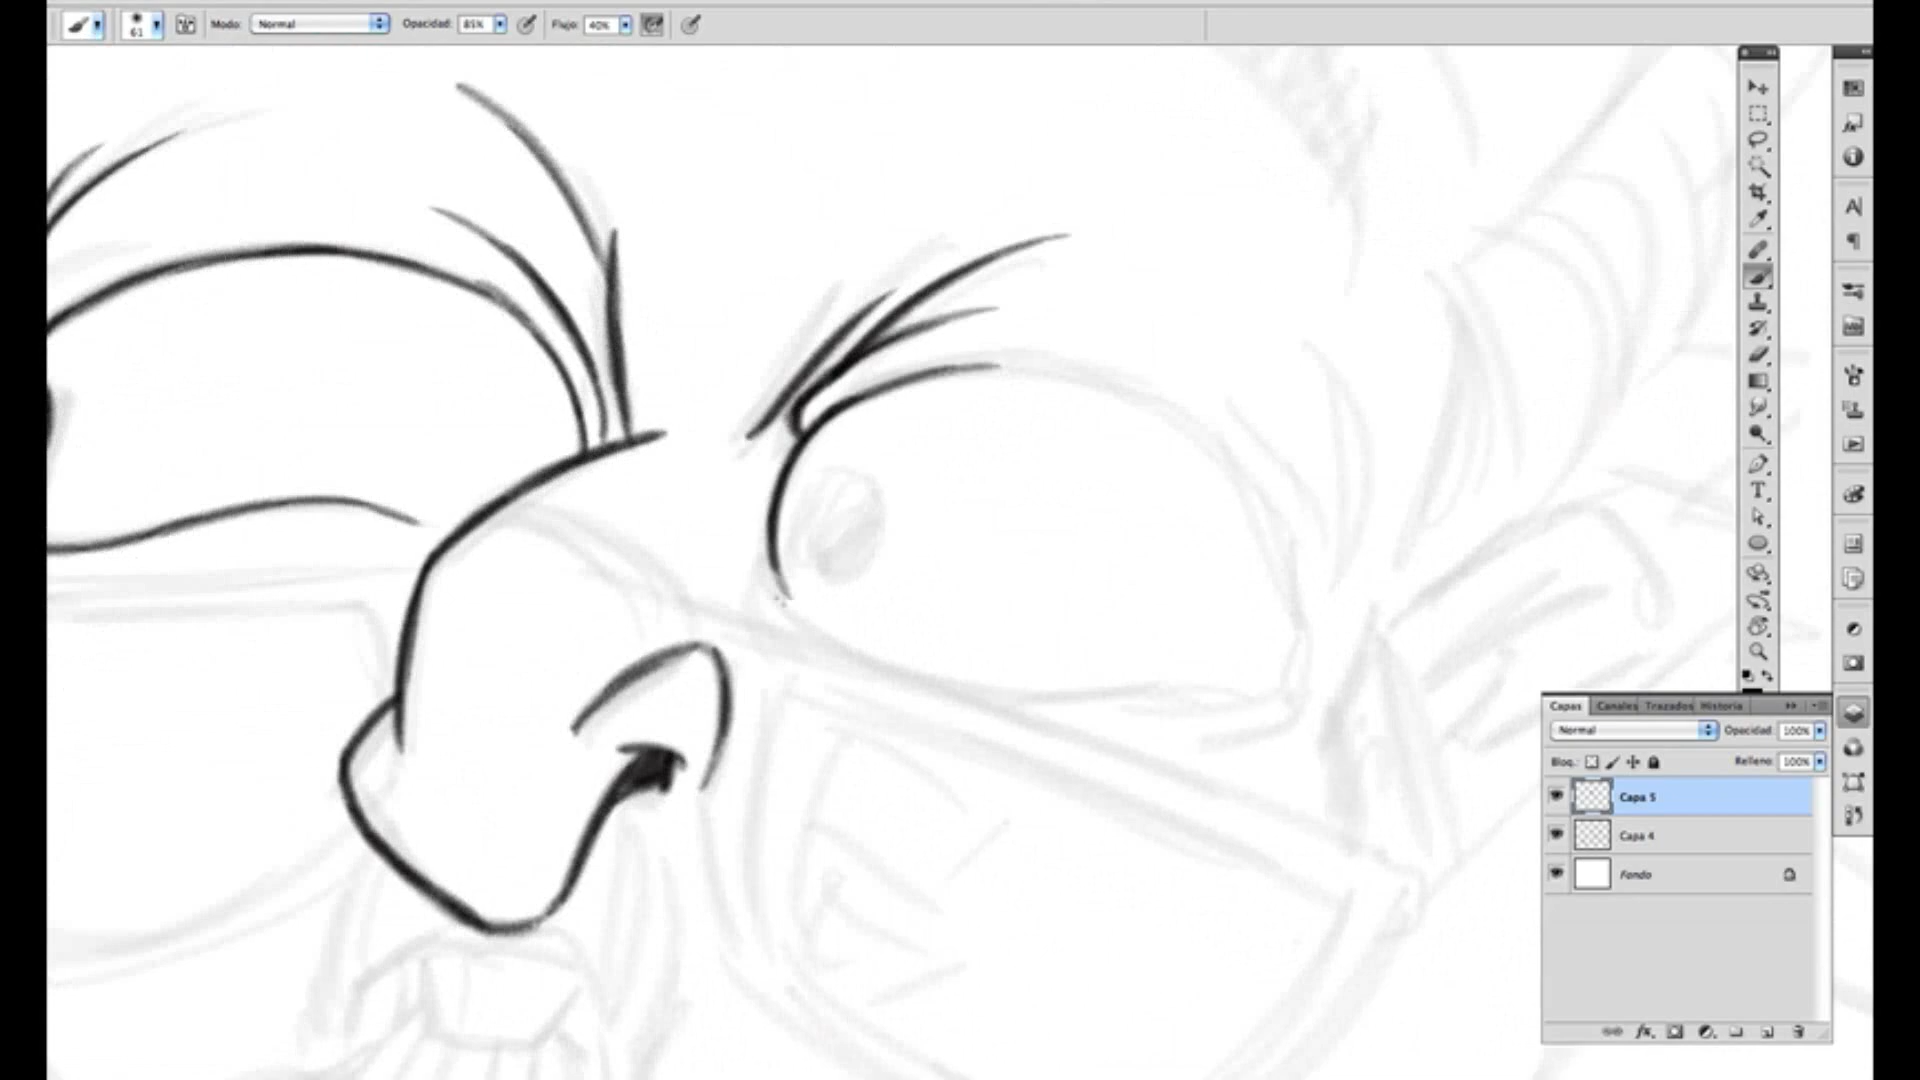 61 Modo: Normal Opacidad: 85% Flujo: 40%
Capas Canales Trazados Historia
Normal Opacidad: 100%
Bloq.: Relleno: 100%
Capa 5
Capa 4
Fondo